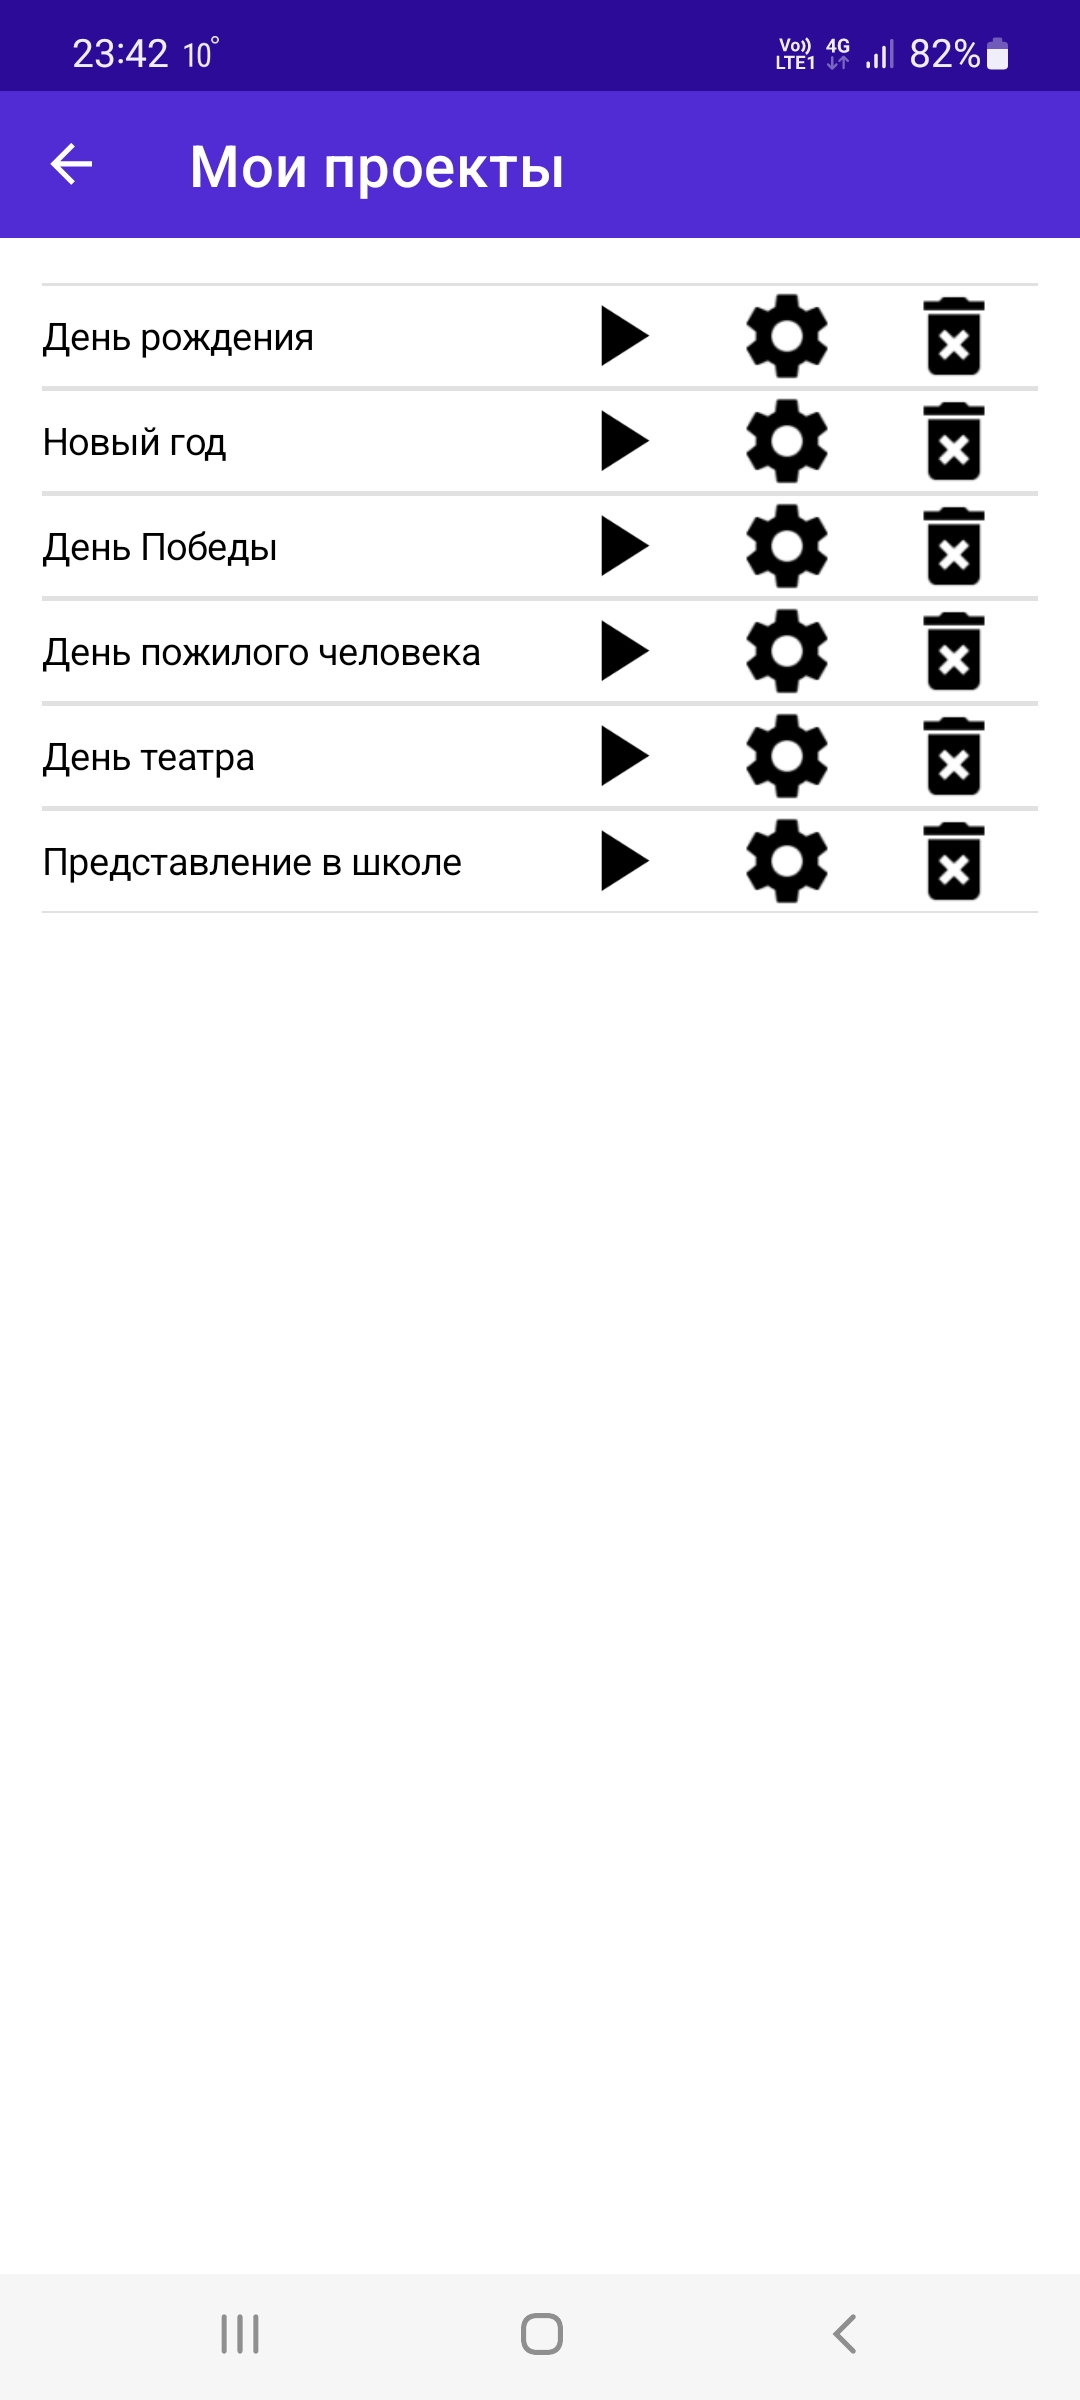 23:42 10° Vo)) LTE1 4G 82%
Мои проекты
День рождения
Новый год
День Победы
День пожилого человека
День театра
Представление в школе